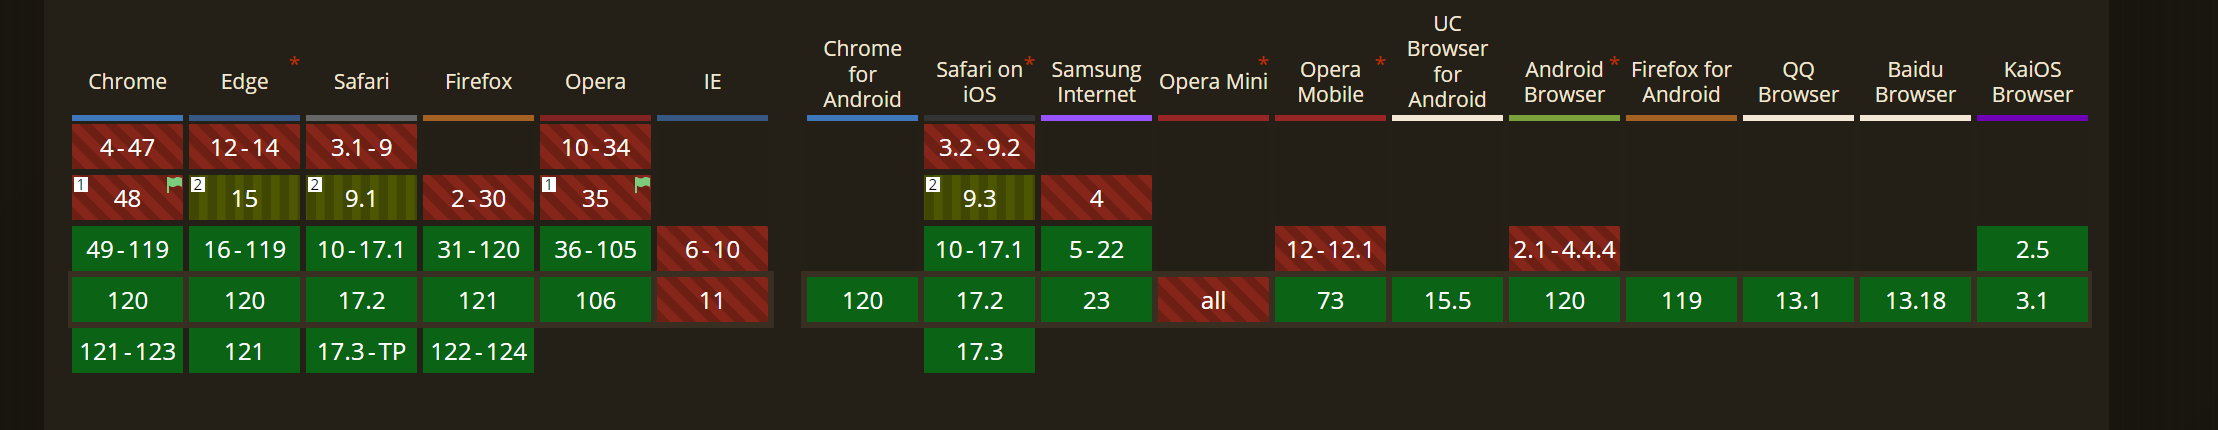 UC
Chrome Browser
Chrome Edge * Safari Firefox Opera IE for Safari on * Samsung Opera Mini * Opera * for Android * Firefox for QQ Baidu KaiOS
Android iOS Internet Mobile Android Browser Android Browser Browser Browser
4-47 12-14 3.1-9 10-34 3.2-9.2
1 48 2 15 2 9.1 2-30 1 35 2 9.3 4
49-119 16-119 10-17.1 31-120 36-105 6-10 10-17.1 5-22 12-12.1 2.1-4.4.4 2.5
120 120 17.2 121 106 11 120 17.2 23 all 73 15.5 120 119 13.1 13.18 3.1
121-123 121 17.3-TP 122-124 17.3